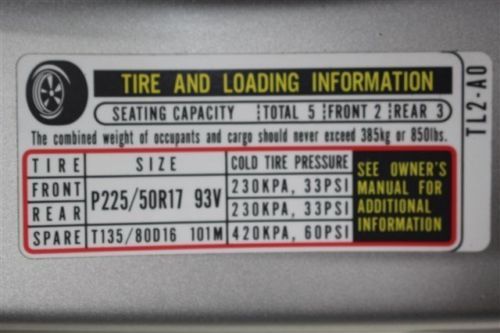 TIRE AND LOADING INFORMATION
SEATING CAPACITY TOTAL 5 FRONT 2 REAR 3
The combined weight of occupants and cargo should never exceed 385kg or 850lbs.
TIRE SIZE COLD TIRE PRESSURE
FRONT P225/50R17 93V 230KPA, 33PSI
REAR 230KPA, 33PSI
SPARE T135/80D16 101M 420KPA, 60PSI
SEE OWNER'S
MANUAL FOR
ADDITIONAL
INFORMATION
TL2-A0